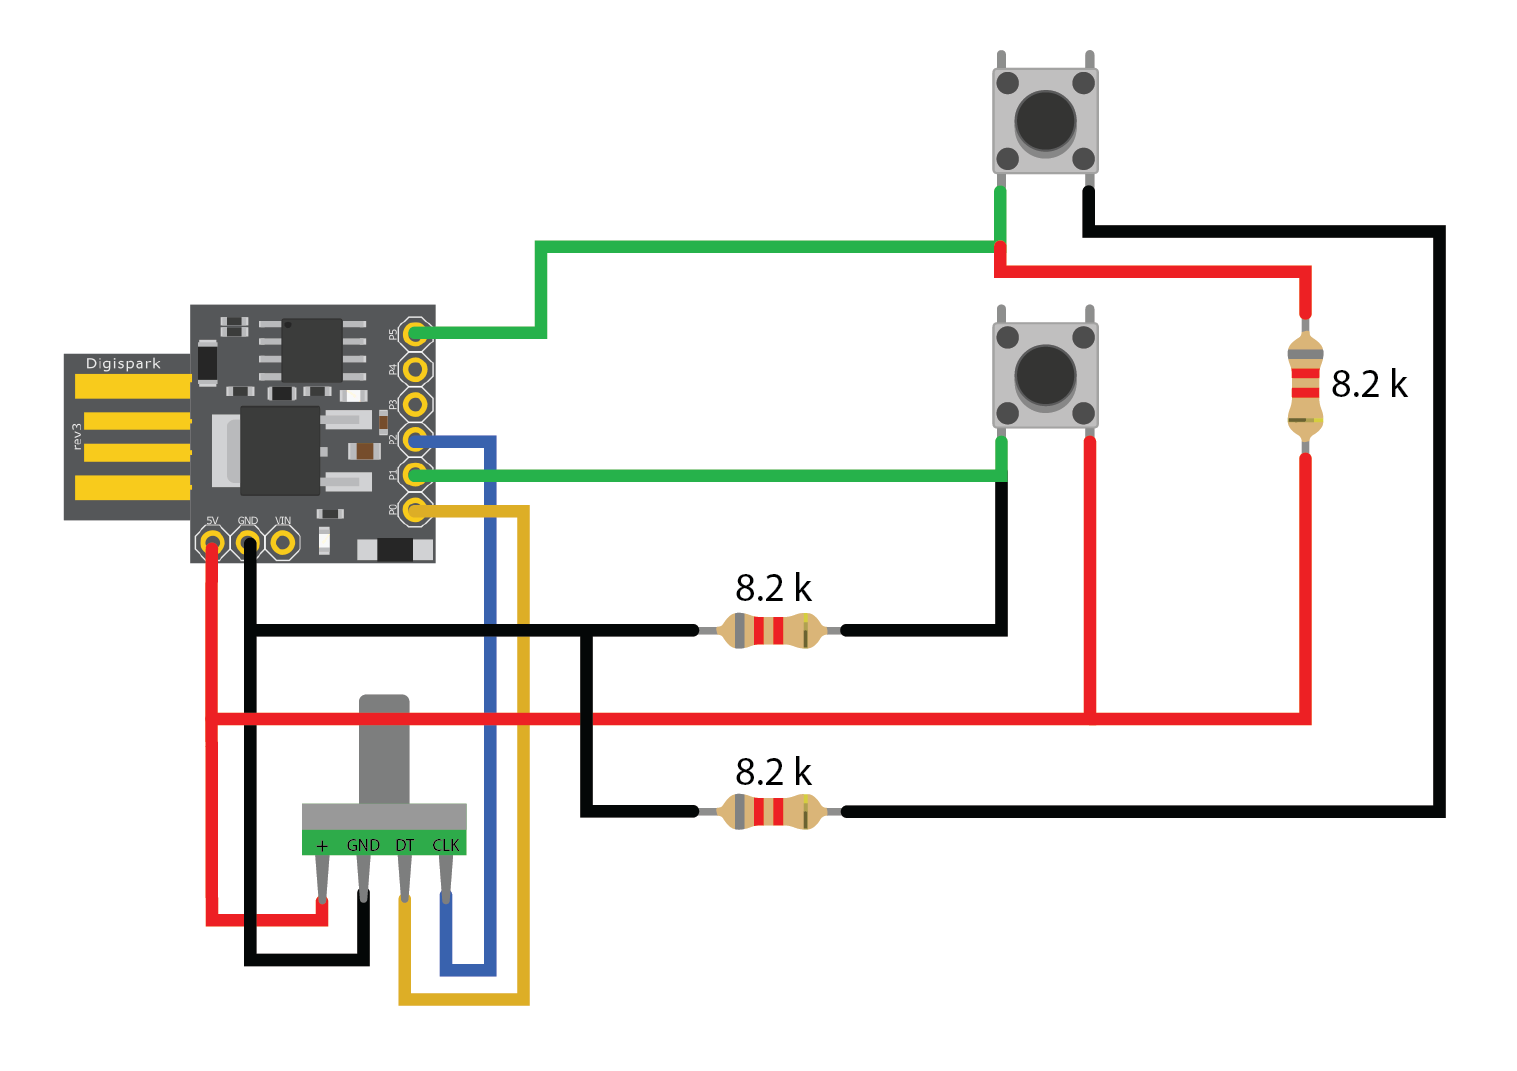 Digispark
rev3
P5
P4
P3
P2
P1
P0
5V GND VIN
8.2 k
8.2 k
8.2 k
+ GND DT CLK